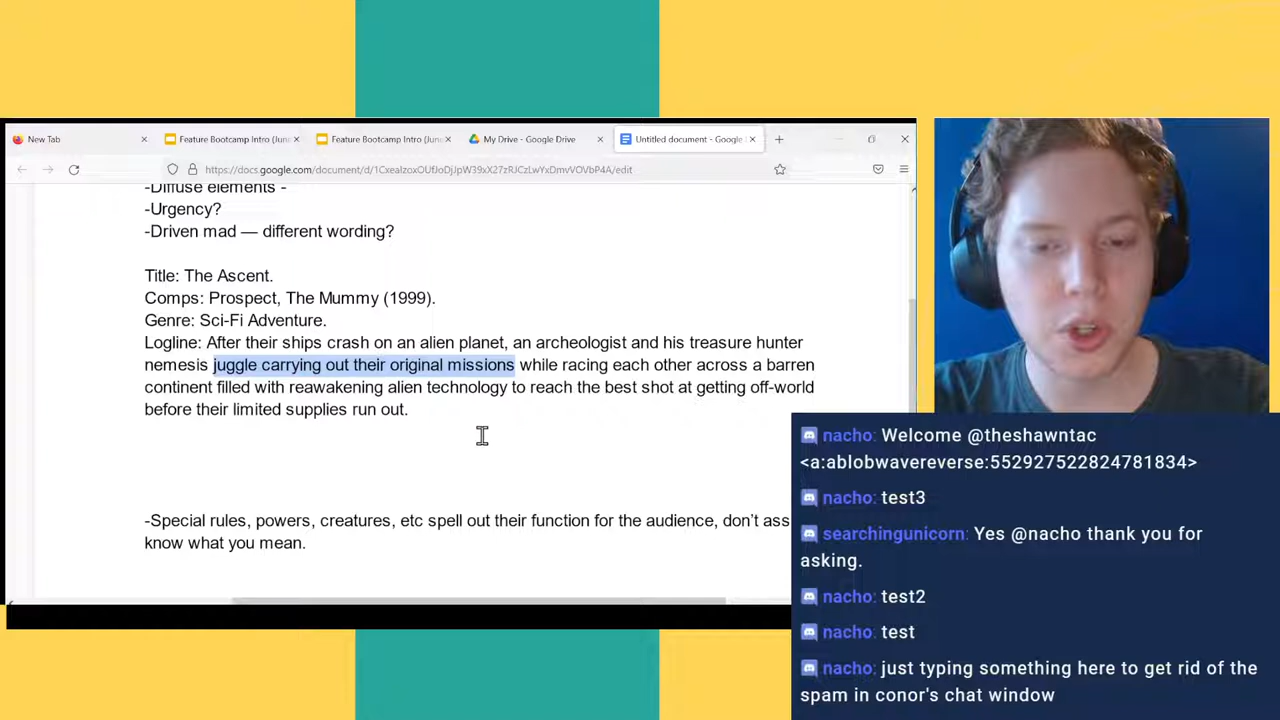 New Tab
Feature Bootcamp Intro (Jun
Feature Bootcamp Intro (Jun
My Drive - Google Drive
Untitled document - Google
https://docs.google.com/document/d/1CxeaIzoxOUfJoDjJpW39xX27zRJCzLwYxDmvVOVbP4A/edit
-Diffuse elements -
-Urgency?
-Driven mad — different wording?
Title: The Ascent.
Comps: Prospect, The Mummy (1999).
Genre: Sci-Fi Adventure.
Logline: After their ships crash on an alien planet, an archeologist and his treasure hunter
nemesis juggle carrying out their original missions while racing each other across a barren
continent filled with reawakening alien technology to reach the best shot at getting off-world
before their limited supplies run out.
-Special rules, powers, creatures, etc spell out their function for the audience, don't ass
know what you mean.
nacho: Welcome @theshawntac
<a:ablobwavereverse:552927522824781834>
nacho: test3
searchingunicorn: Yes @nacho thank you for
asking.
nacho: test2
nacho: test
nacho: just typing something here to get rid of the
spam in conor's chat window